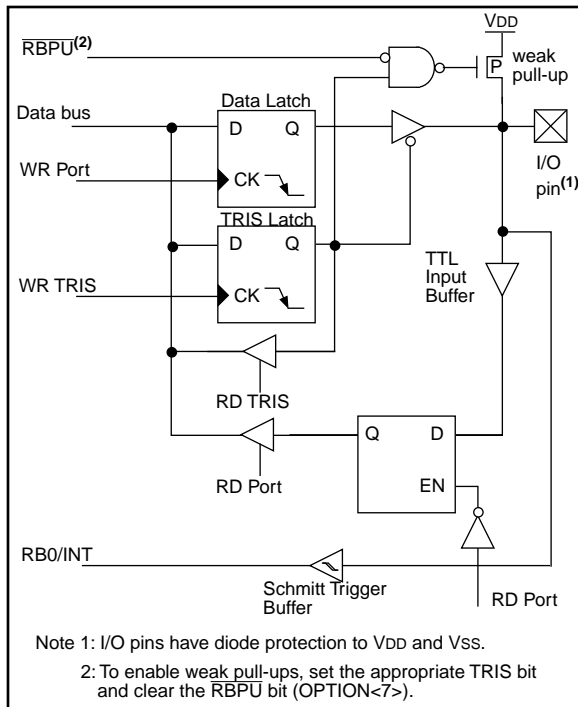 VDD
RBPU(2)
P
weak
pull-up
Data Latch
Data bus
D
Q
I/O
pin(1)
WR Port
CK
TRIS Latch
D
Q
TTL
Input
Buffer
WR TRIS
CK
RD TRIS
Q
D
RD Port
EN
RB0/INT
Schmitt Trigger
Buffer
RD Port
Note 1: I/O pins have diode protection to VDD and VSS.
2: To enable weak pull-ups, set the appropriate TRIS bit
and clear the RBPU bit (OPTION<7>).